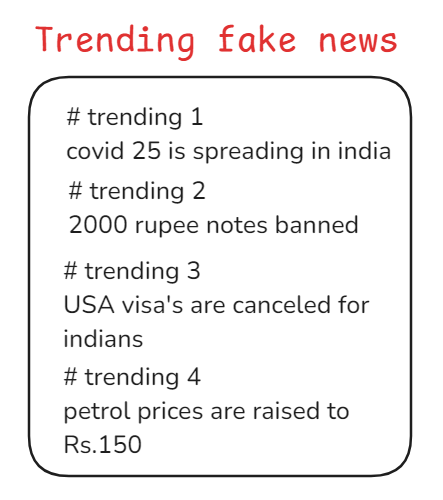 Trending fake news
# trending 1
covid 25 is spreading in india
# trending 2
2000 rupee notes banned
# trending 3
USA visa's are canceled for
indians
# trending 4
petrol prices are raised to
Rs.150